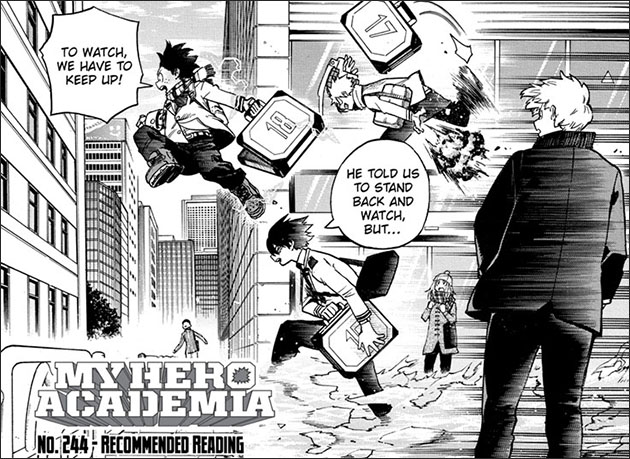 TO WATCH,
WE HAVE TO
KEEP UP!
17
18
HE TOLD US
TO STAND
BACK AND
WATCH,
BUT...
MY HERO
ACADEMIA
NO. 244 - RECOMMENDED READING